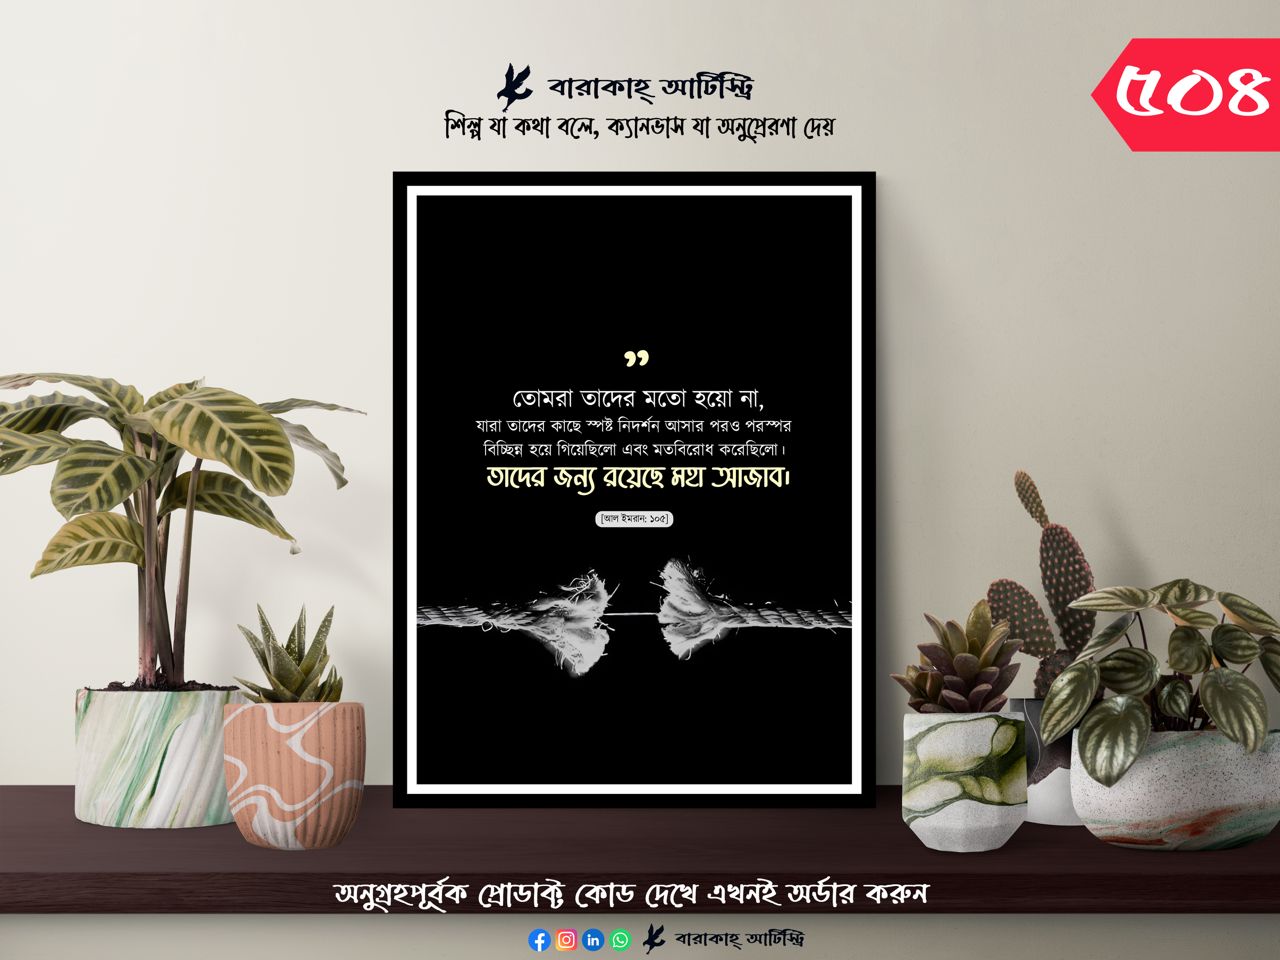 বারাকাহ্ আর্টিস্ট্রি
শিল্প যা কথা বলে, ক্যানভাস যা অনুপ্রেরণা দেয়
৫০৪
”
তোমরা তাদের মতো হয়ো না,
যারা তাদের কাছে স্পষ্ট নিদর্শন আসার পরও পরস্পর
বিচ্ছিন্ন হয়ে গিয়েছিলো এবং মতবিরোধ করেছিলো।
তাদের জন্য রয়েছে মহা আজাব।
[আল ইমরান: ১০৫]
অনুগ্রহপূর্বক প্রোডাক্ট কোড দেখে এখনই অর্ডার করুন
বারাকাহ্ আর্টিস্ট্রি